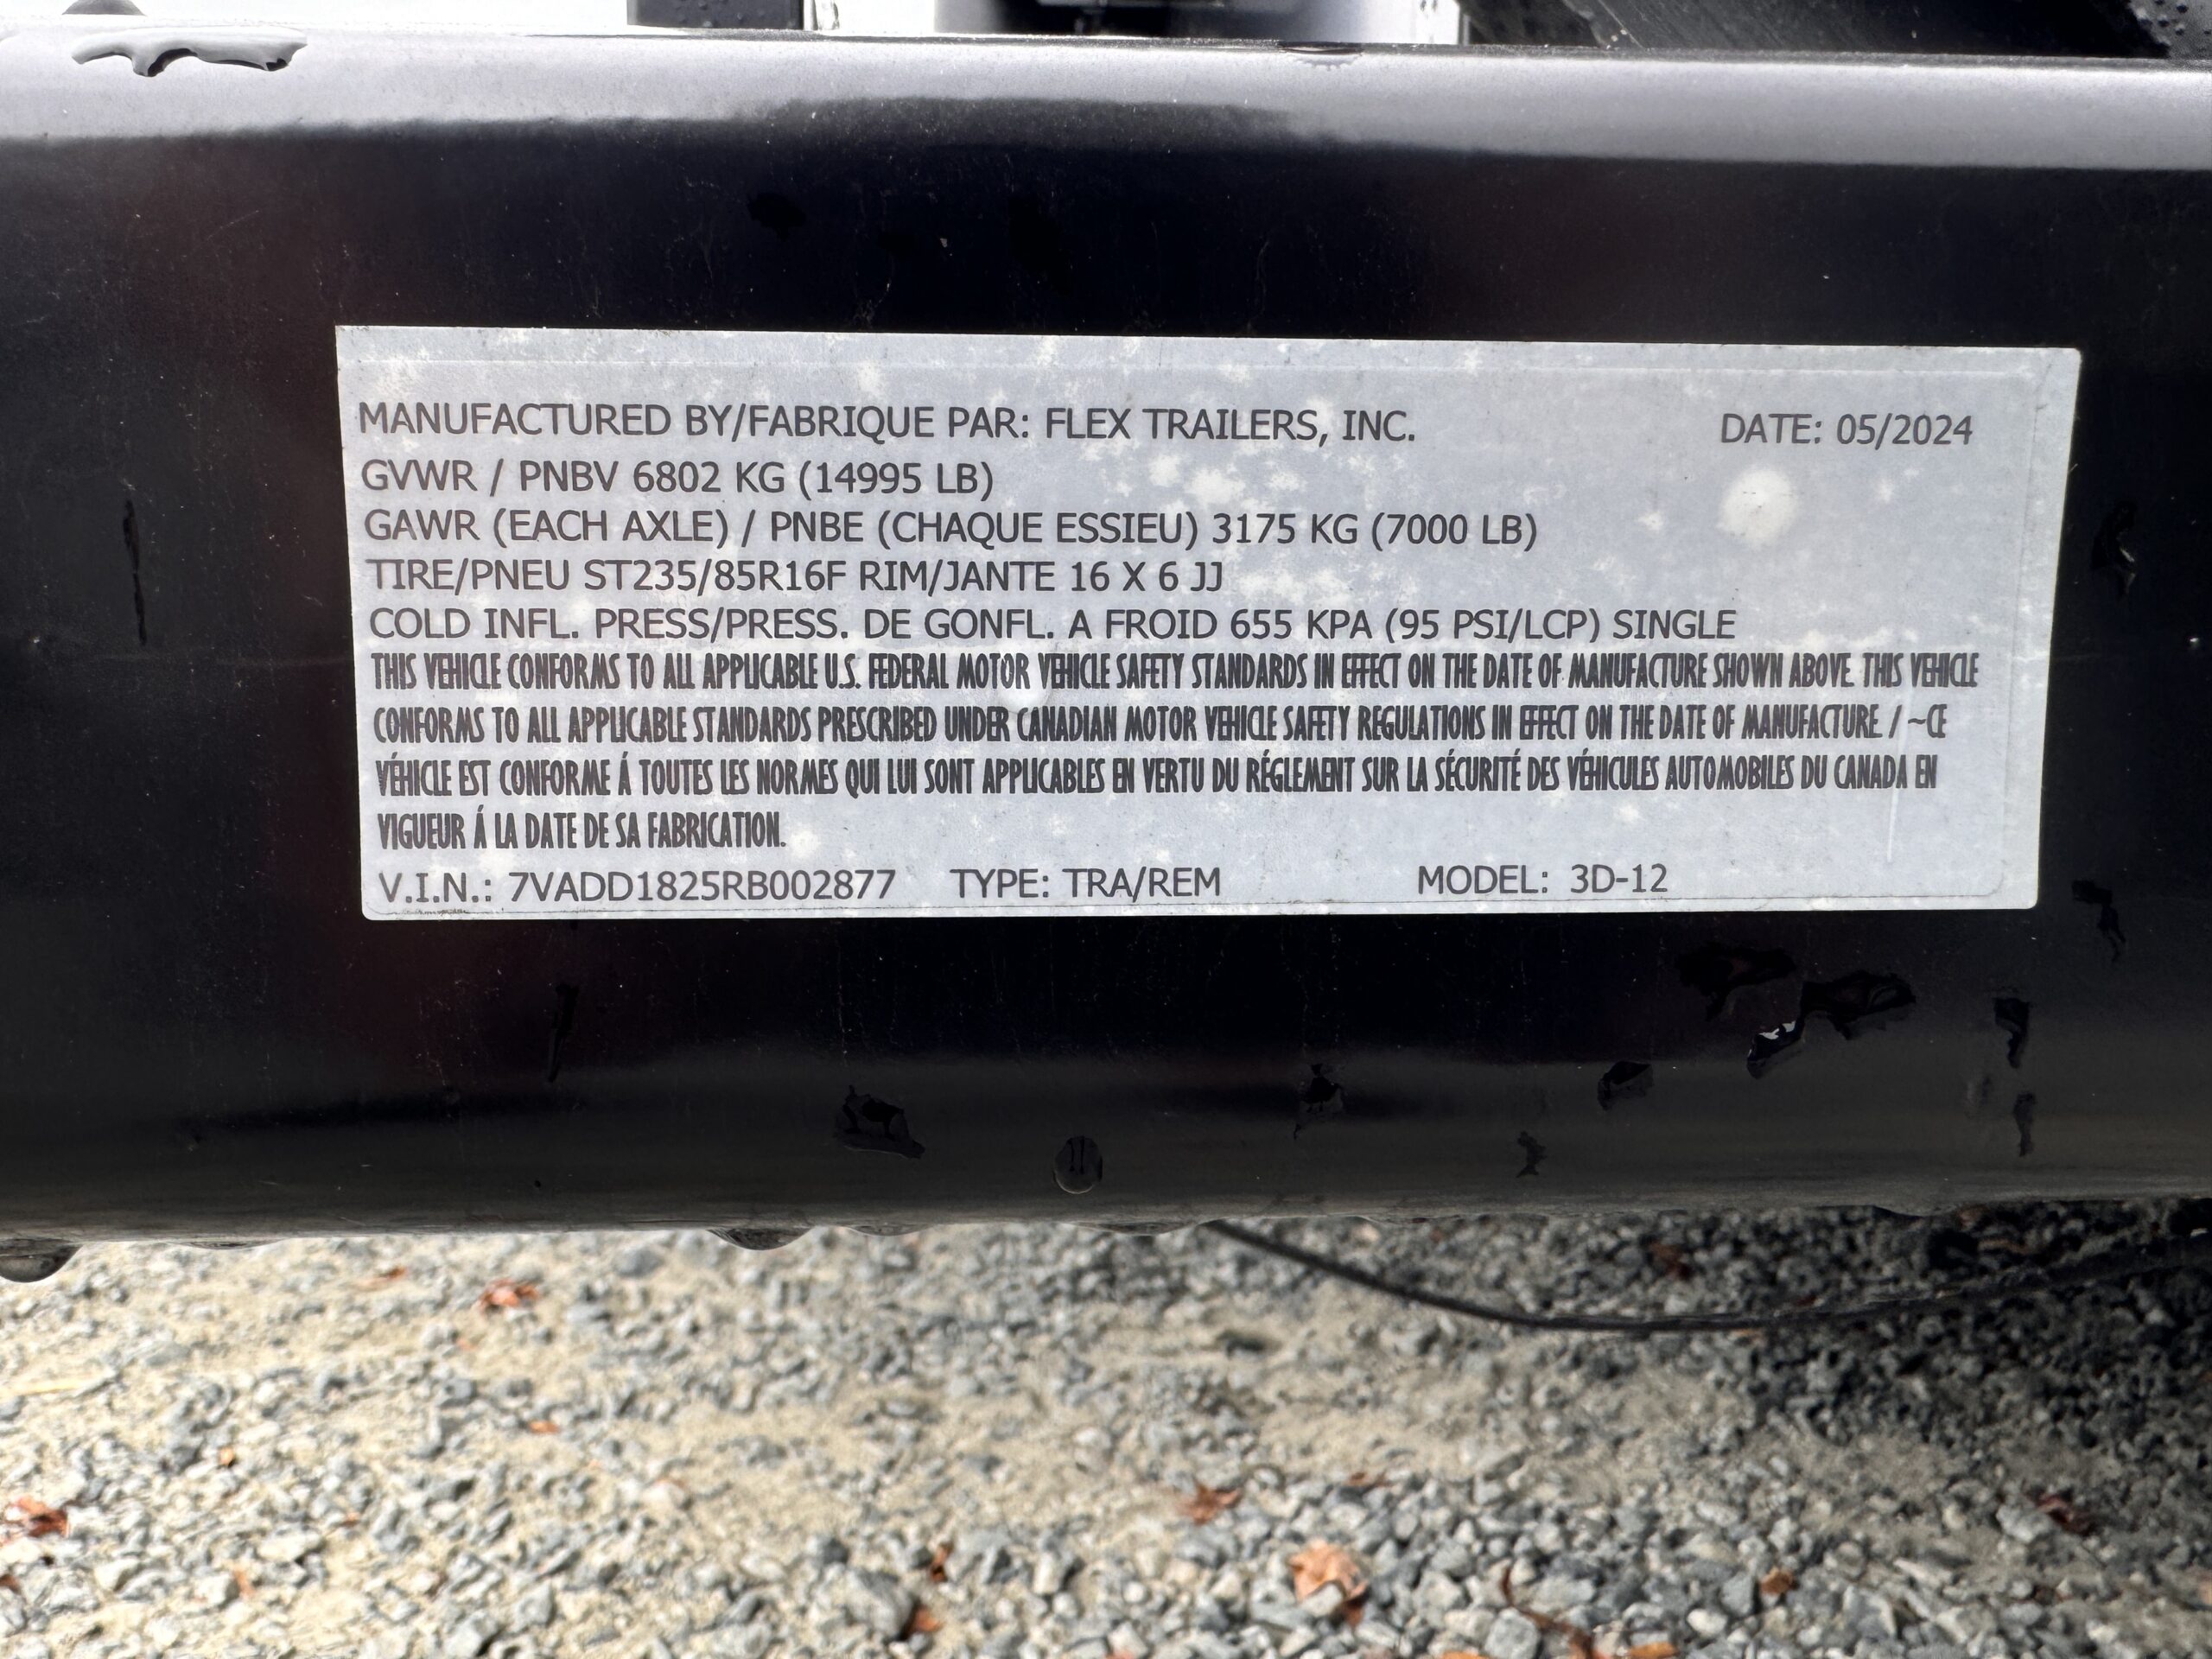 MANUFACTURED BY/FABRIQUE PAR: FLEX TRAILERS, INC. DATE: 05/2024
GVWR / PNBV 6802 KG (14995 LB)
GAWR (EACH AXLE) / PNBE (CHAQUE ESSIEU) 3175 KG (7000 LB)
TIRE/PNEU ST235/85R16F RIM/JANTE 16 X 6 JJ
COLD INFL. PRESS/PRESS. DE GONFL. A FROID 655 KPA (95 PSI/LCP) SINGLE
THIS VEHICLE CONFORMS TO ALL APPLICABLE U.S. FEDERAL MOTOR VEHICLE SAFETY STANDARDS IN EFFECT ON THE DATE OF MANUFACTURE SHOWN ABOVE. THIS VEHICLE
CONFORMS TO ALL APPLICABLE STANDARDS PRESCRIBED UNDER CANADIAN MOTOR VEHICLE SAFETY REGULATIONS IN EFFECT ON THE DATE OF MANUFACTURE. / ~CE
VÉHICLE EST CONFORME Á TOUTES LES NORMES QUI LUI SONT APPLICABLES EN VERTU DU RÉGLEMENT SUR LA SÉCURITÉ DES VÉHICULES AUTOMOBILES DU CANADA EN
VIGUEUR Á LA DATE DE SA FABRICATION.
V.I.N.: 7VADD1825RB002877 TYPE: TRA/REM MODEL: 3D-12